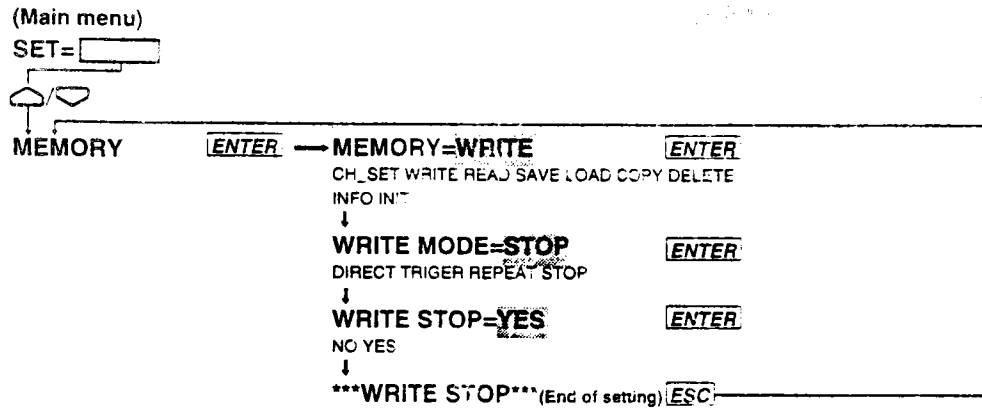 (Main menu)
SET=
/
MEMORY ENTER MEMORY=WRITE ENTER
CH_SET WRITE READ SAVE LOAD COPY DELETE
INFO INIT
WRITE MODE=STOP ENTER
DIRECT TRIGER REPEAT STOP
WRITE STOP=YES ENTER
NO YES
***WRITE STOP***(End of setting) ESC